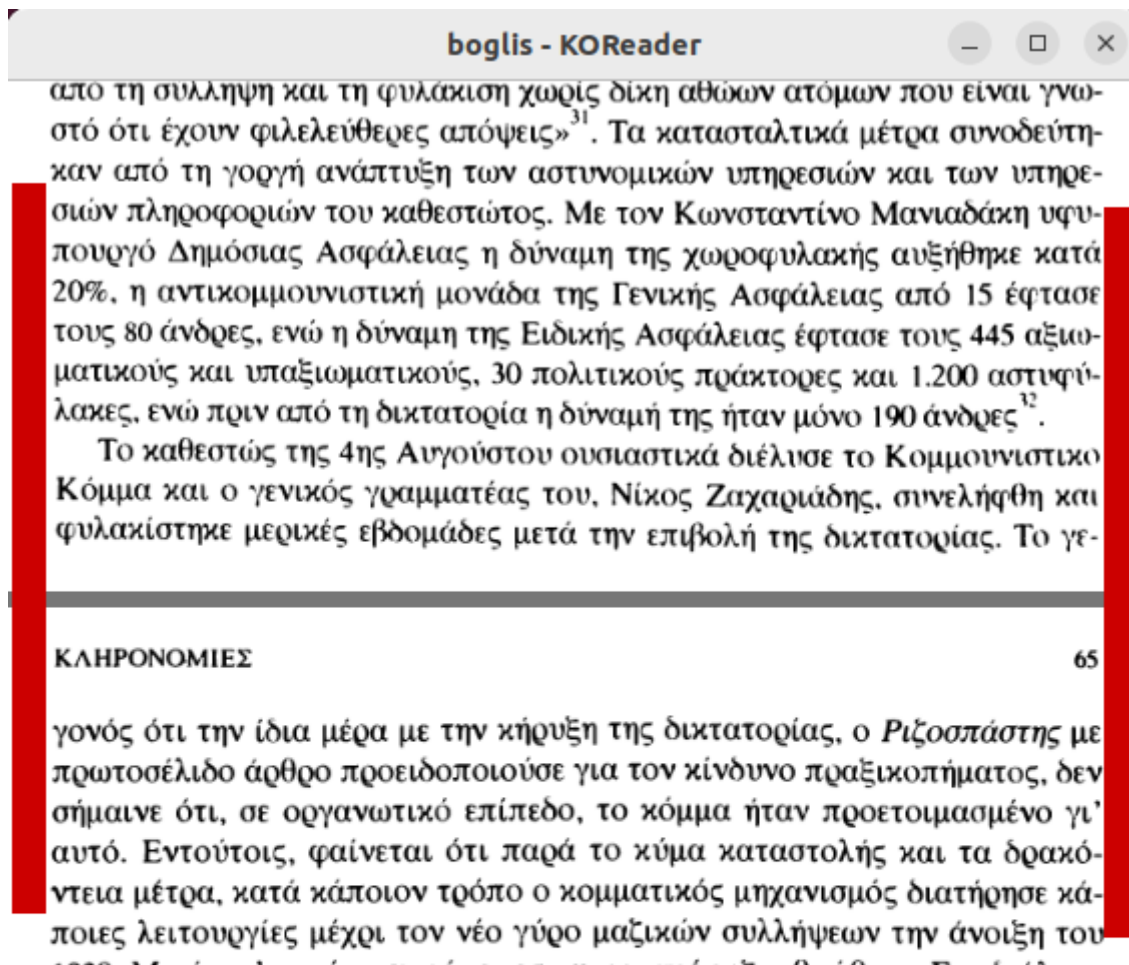 boglis - KOReader
από τη σύλληψη και τη φυλάκιση χωρίς δίκη αθώων ατόμων που είναι γνω-
στό ότι έχουν φιλελεύθερες απόψεις»31. Τα κατασταλτικά μέτρα συνοδεύτη-
καν από τη γοργή ανάπτυξη των αστυνομικών υπηρεσιών και των υπηρε-
σιών πληροφοριών του καθεστώτος. Με τον Κωνσταντίνο Μανιαδάκη υφυ-
πουργό Δημόσιας Ασφάλειας η δύναμη της χωροφυλακής αυξήθηκε κατά
20%, η αντικομμουνιστική μονάδα της Γενικής Ασφάλειας από 15 έφτασε
τους 80 άνδρες, ενώ η δύναμη της Ειδικής Ασφάλειας έφτασε τους 445 αξιω-
ματικούς και υπαξιωματικούς, 30 πολιτικούς πράκτορες και 1.200 αστυφύ-
λακες, ενώ πριν από τη δικτατορία η δύναμή της ήταν μόνο 190 άνδρες32.
Το καθεστώς της 4ης Αυγούστου ουσιαστικά διέλυσε το Κομμουνιστικο
Κόμμα και ο γενικός γραμματέας του, Νίκος Ζαχαριάδης, συνελήφθη και
φυλακίστηκε μερικές εβδομάδες μετά την επιβολή της δικτατορίας. Το γε-
ΚΛΗΡΟΝΟΜΙΕΣ 65
γονός ότι την ίδια μέρα με την κήρυξη της δικτατορίας, ο Ριζοσπάστης με
πρωτοσέλιδο άρθρο προειδοποιούσε για τον κίνδυνο πραξικοπήματος, δεν
σήμαινε ότι, σε οργανωτικό επίπεδο, το κόμμα ήταν προετοιμασμένο γι'
αυτό. Εντούτοις, φαίνεται ότι παρά το κύμα καταστολής και τα δρακό-
ντεια μέτρα, κατά κάποιον τρόπο ο κομματικός μηχανισμός διατήρησε κά-
ποιες λειτουργίες μέχρι τον νέο γύρο μαζικών συλλήψεων την άνοιξη του